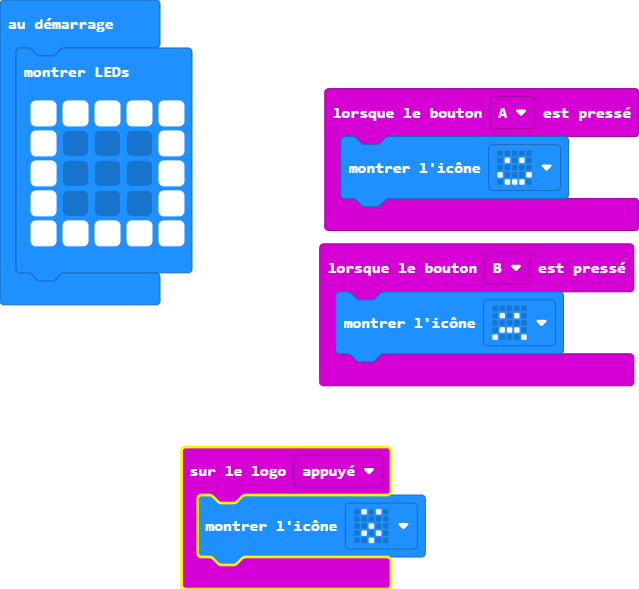 au démarrage
montrer LEDs
lorsque le bouton A est pressé
montrer l'icône
lorsque le bouton B est pressé
montrer l'icône
sur le logo appuyé
montrer l'icône